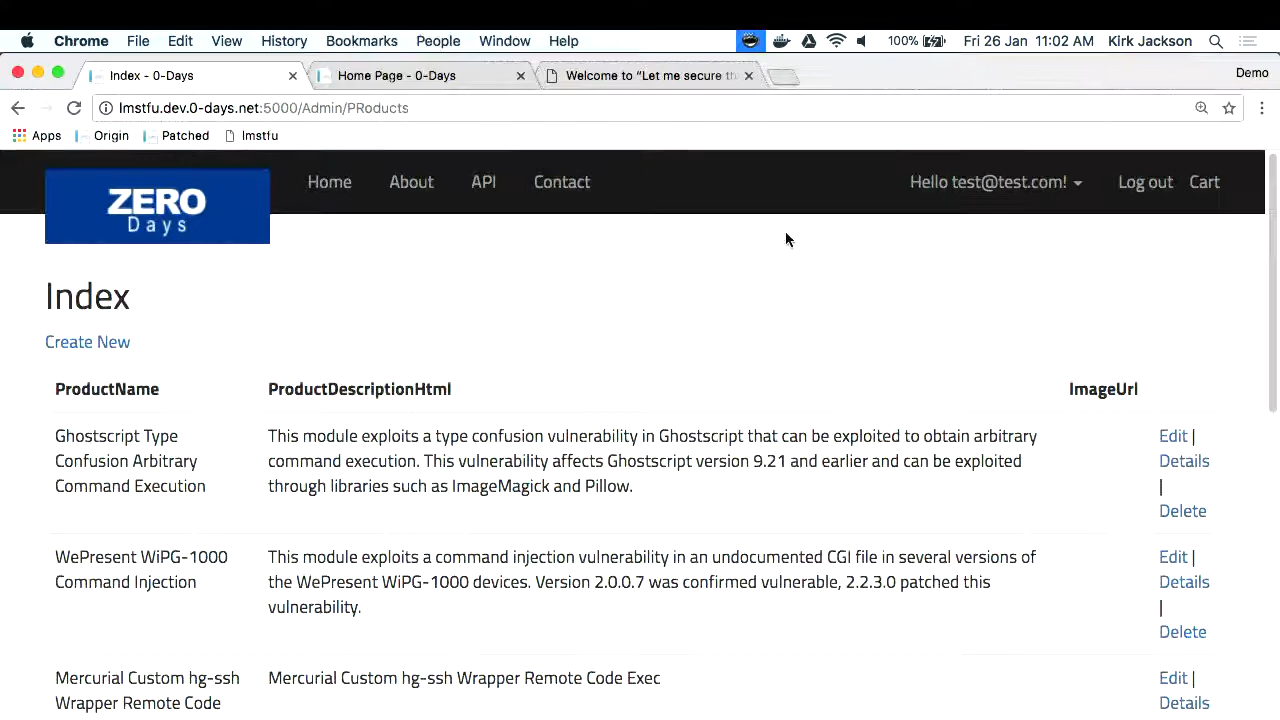 Chrome File Edit View History Bookmarks People Window Help 100% Fri 26 Jan 11:02 AM Kirk Jackson
Index - 0-Days Home Page - 0-Days Welcome to “Let me secure th Demo
lmstfu.dev.0-days.net:5000/Admin/PRoducts
Apps Origin Patched lmstfu
ZERO
Days
Home About API Contact Hello test@test.com! Log out Cart
Index
Create New
ProductName ProductDescriptionHtml ImageUrl
Ghostscript Type This module exploits a type confusion vulnerability in Ghostscript that can be exploited to obtain arbitrary Edit |
Confusion Arbitrary command execution. This vulnerability affects Ghostscript version 9.21 and earlier and can be exploited Details
Command Execution through libraries such as ImageMagick and Pillow. |
Delete
WePresent WiPG-1000 This module exploits a command injection vulnerability in an undocumented CGI file in several versions of Edit |
Command Injection the WePresent WiPG-1000 devices. Version 2.0.0.7 was confirmed vulnerable, 2.2.3.0 patched this Details
vulnerability. |
Delete
Mercurial Custom hg-ssh Mercurial Custom hg-ssh Wrapper Remote Code Exec Edit |
Wrapper Remote Code Details